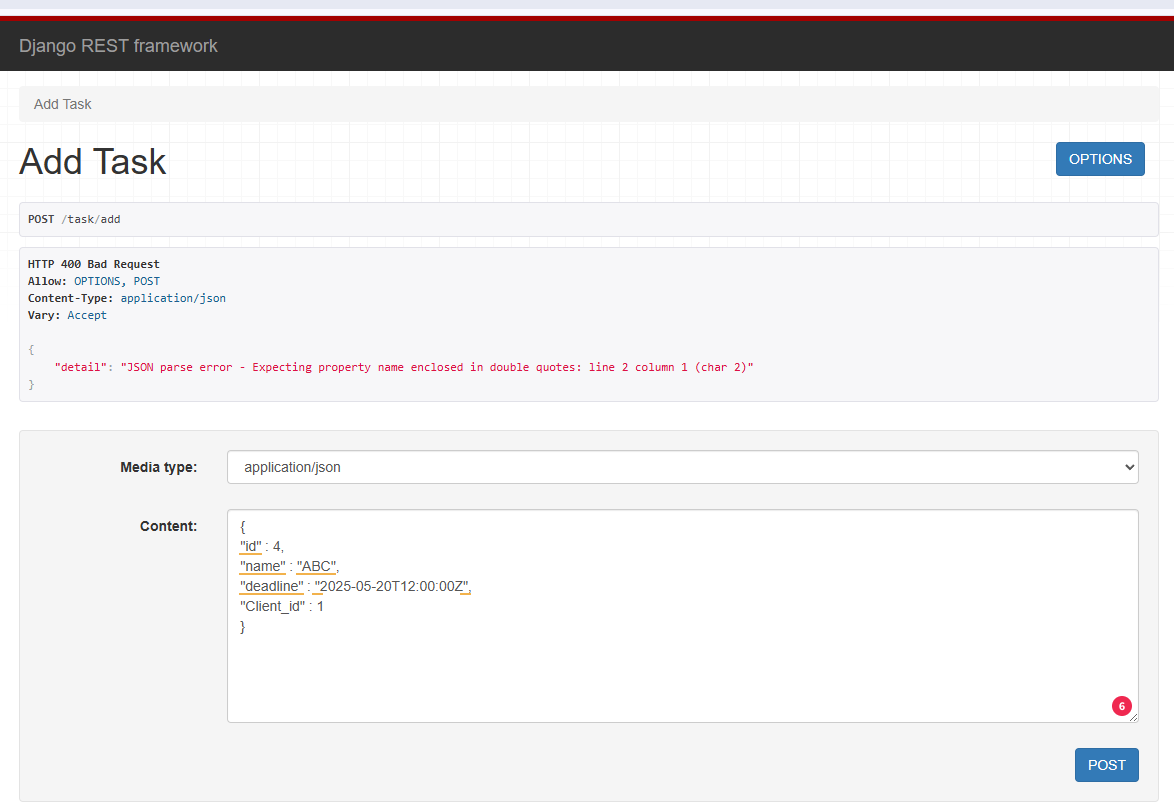 Django REST framework
Add Task
Add Task
OPTIONS
POST /task/add
HTTP 400 Bad Request
Allow: OPTIONS, POST
Content-Type: application/json
Vary: Accept
{
"detail": "JSON parse error - Expecting property name enclosed in double quotes: line 2 column 1 (char 2)"
}
Media type:
application/json
Content:
{
"id" : 4,
"name" : "ABC",
"deadline" : "2025-05-20T12:00:00Z",
"Client_id" : 1
}
6
POST